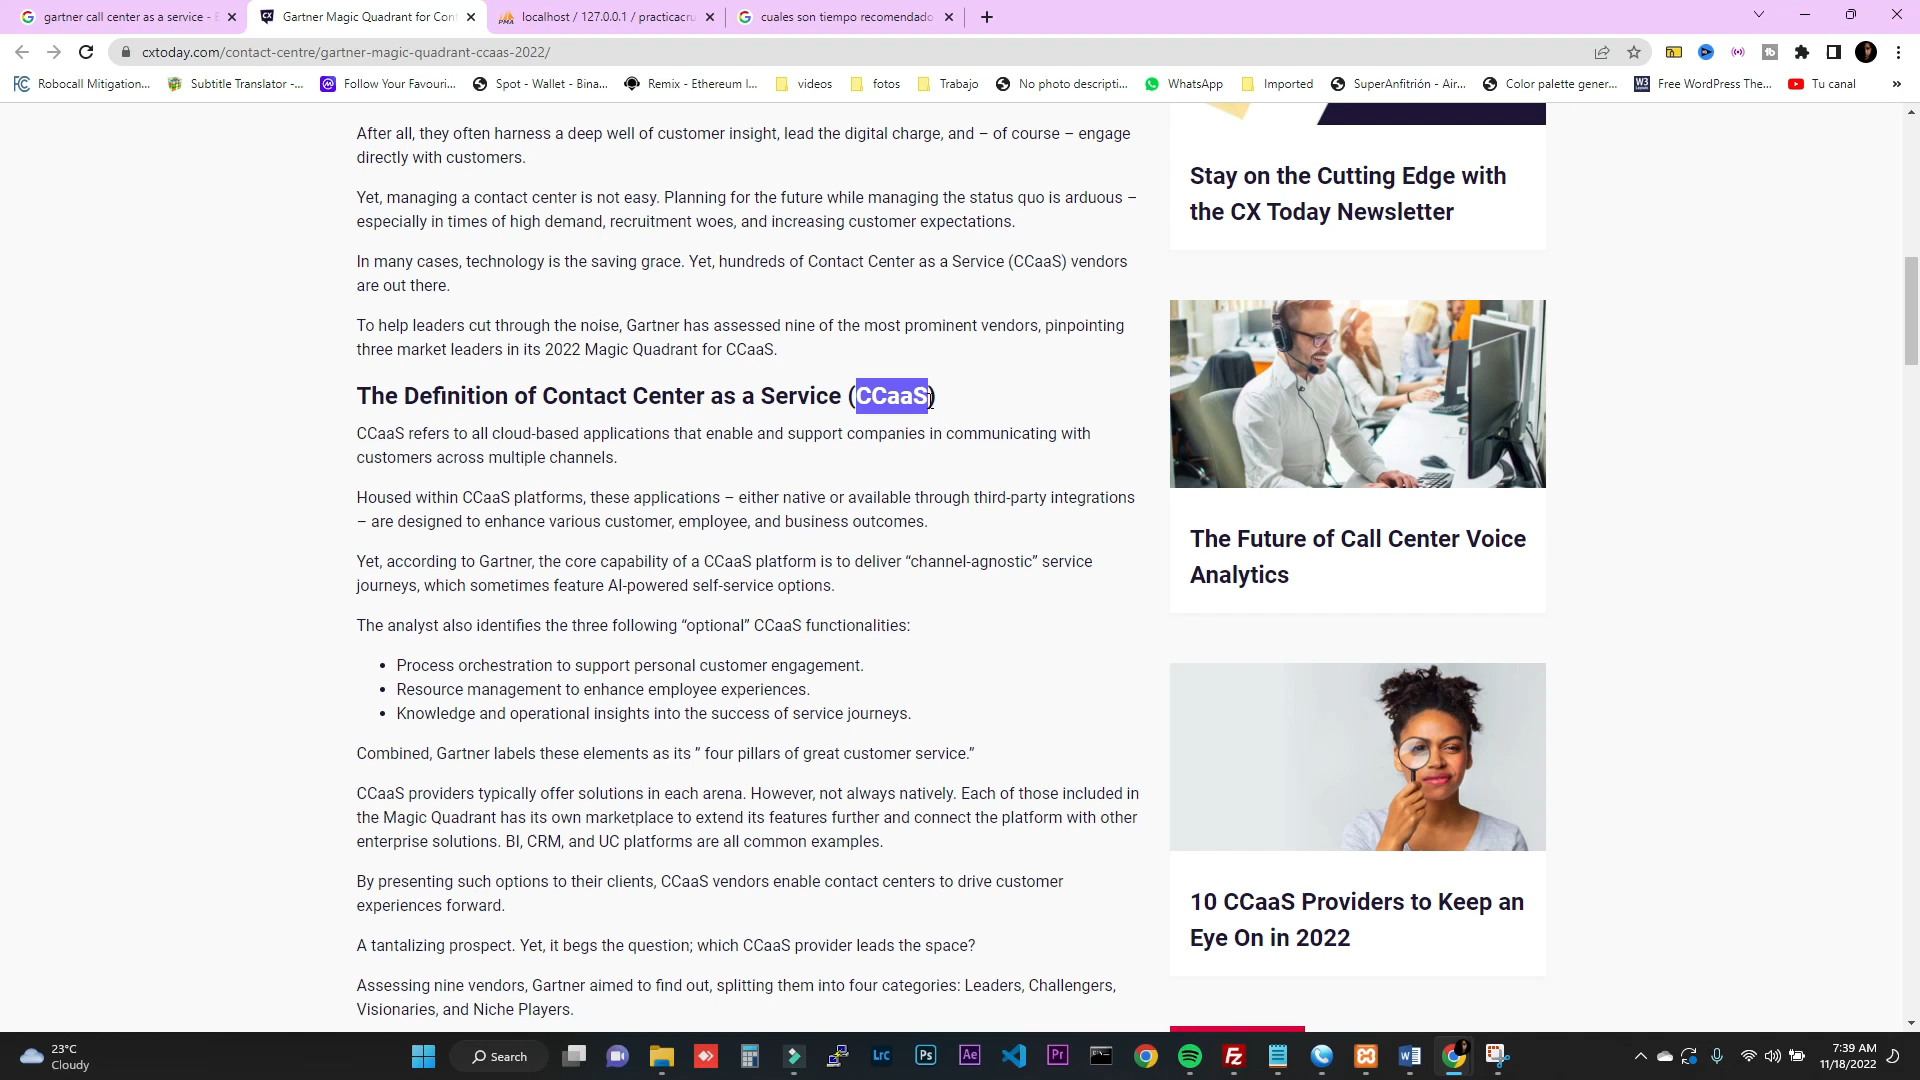 gartner call center as a service - E
Gartner Magic Quadrant for Cont
localhost / 127.0.0.1 / practicacru
cuales son tiempo recomendado
cxtoday.com/contact-centre/gartner-magic-quadrant-ccaas-2022/
Robocall Mitigation...
Subtitle Translator -...
Follow Your Favouri...
Spot - Wallet - Bina...
Remix - Ethereum I...
videos
fotos
Trabajo
No photo descripti...
WhatsApp
Imported
SuperAnfitrión - Air...
Color palette gener...
Free WordPress The...
Tu canal
After all, they often harness a deep well of customer insight, lead the digital charge, and – of course – engage
directly with customers.
Yet, managing a contact center is not easy. Planning for the future while managing the status quo is arduous –
especially in times of high demand, recruitment woes, and increasing customer expectations.
In many cases, technology is the saving grace. Yet, hundreds of Contact Center as a Service (CCaaS) vendors
are out there.
To help leaders cut through the noise, Gartner has assessed nine of the most prominent vendors, pinpointing
three market leaders in its 2022 Magic Quadrant for CCaaS.
The Definition of Contact Center as a Service (CCaaS)
CCaaS refers to all cloud-based applications that enable and support companies in communicating with
customers across multiple channels.
Housed within CCaaS platforms, these applications – either native or available through third-party integrations
– are designed to enhance various customer, employee, and business outcomes.
Yet, according to Gartner, the core capability of a CCaaS platform is to deliver “channel-agnostic” service
journeys, which sometimes feature AI-powered self-service options.
The analyst also identifies the three following “optional” CCaaS functionalities:
• Process orchestration to support personal customer engagement.
• Resource management to enhance employee experiences.
• Knowledge and operational insights into the success of service journeys.
Combined, Gartner labels these elements as its ” four pillars of great customer service.”
CCaaS providers typically offer solutions in each arena. However, not always natively. Each of those included in
the Magic Quadrant has its own marketplace to extend its features further and connect the platform with other
enterprise solutions. BI, CRM, and UC platforms are all common examples.
By presenting such options to their clients, CCaaS vendors enable contact centers to drive customer
experiences forward.
A tantalizing prospect. Yet, it begs the question; which CCaaS provider leads the space?
Assessing nine vendors, Gartner aimed to find out, splitting them into four categories: Leaders, Challengers,
Visionaries, and Niche Players.
Stay on the Cutting Edge with
the CX Today Newsletter
The Future of Call Center Voice
Analytics
10 CCaaS Providers to Keep an
Eye On in 2022
23°C
Cloudy
Search
Lrc
Ps
Ae
Pr
7:39 AM
11/18/2022